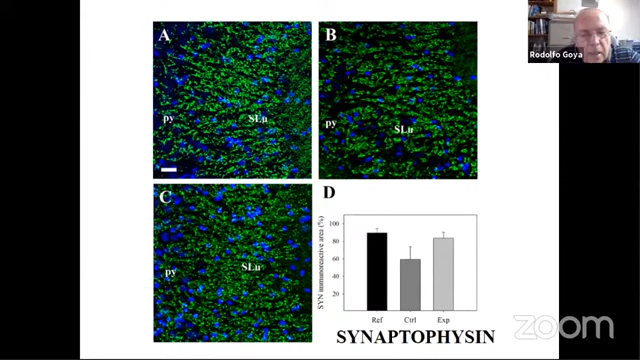 A
B
Rodolfo Goya
py
SLu
py
SLu
C
D
py
SLu
SYN immunoreactive area (%)
100
80
60
40
20
Ref Ctrl Exp
SYNAPTOPHYSIN
zoom